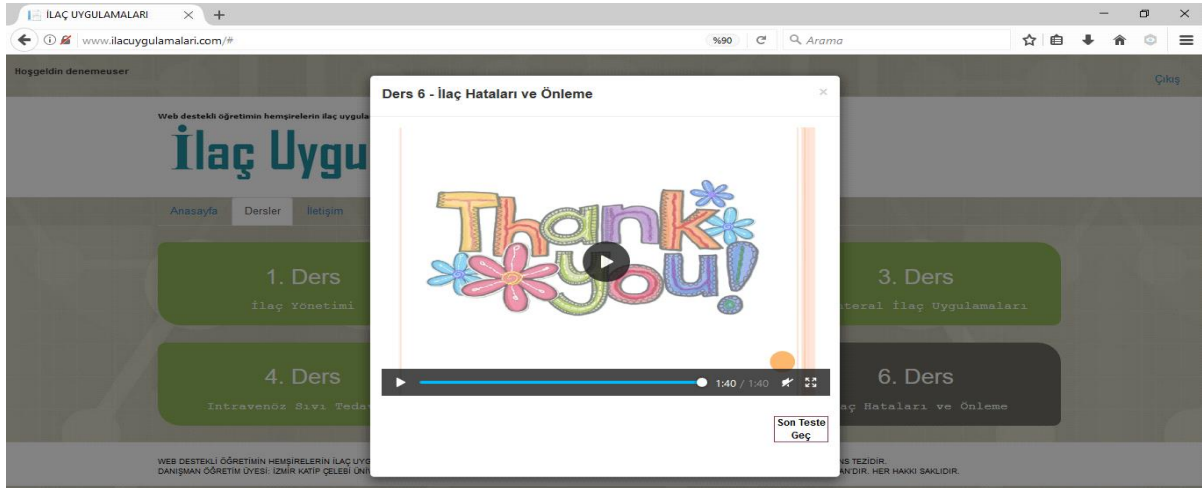 İLAÇ UYGULAMALARI
www.ilacuygulamalari.com/#
%90
Arama
Hoşgeldin denemeuser
Çıkış
Ders 6 - İlaç Hataları ve Önleme
Web destekli öğretimin hemşirelerin ilaç uygula
İlaç Uygu
Anasayfa Dersler İletişim
Thank
you!
1. Ders
İlaç Yönetimi
3. Ders
teral İlaç Uygulamaları
4. Ders
Intravenöz Sıvı Teda
6. Ders
aç Hataları ve Önleme
1:40 / 1:40
Son Teste
Geç
WEB DESTEKLİ ÖĞRETİMİN HEMŞİRELERİN İLAÇ UYG
NS TEZİDİR.
DANIŞMAN ÖĞRETİM ÜYESİ: İZMİR KATİP ÇELEBİ ÜNİV
AN'DIR. HER HAKKI SAKLIDIR.